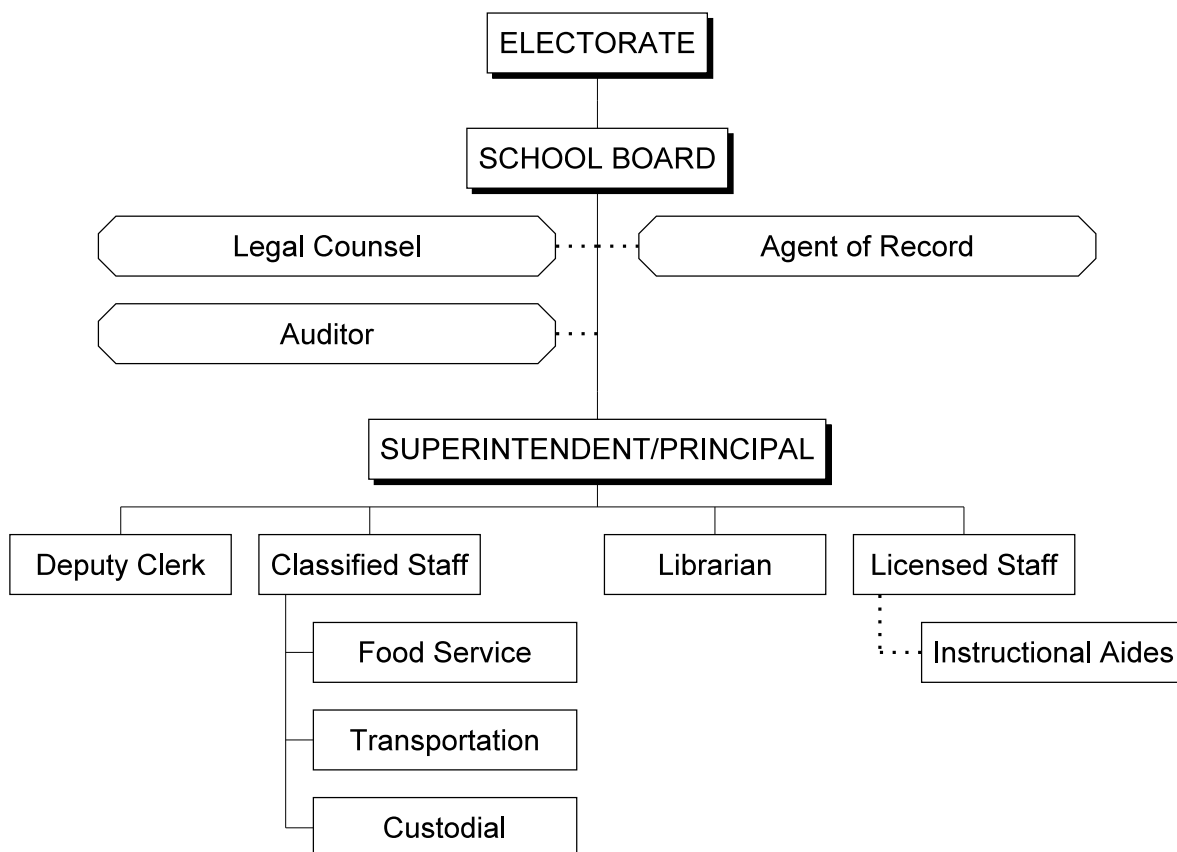 ELECTORATE
SCHOOL BOARD
Legal Counsel
Agent of Record
Auditor
SUPERINTENDENT/PRINCIPAL
Deputy Clerk
Classified Staff
Librarian
Licensed Staff
Food Service
Instructional Aides
Transportation
Custodial